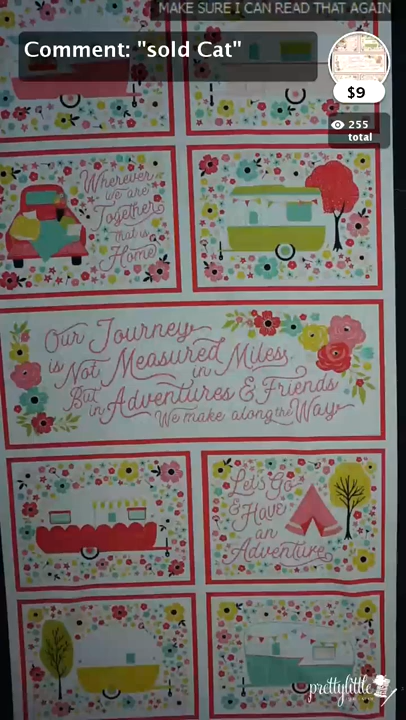 MAKE SURE I CAN READ THAT AGAIN
Comment: "sold Cat"
$9
255
total
Wherever
we are
Together
that is
Home
Our Journey
is Not Measured in Miles
But in Adventures & Friends
We make along the Way
Let's Go
& Have
an
Adventure
prettylittle